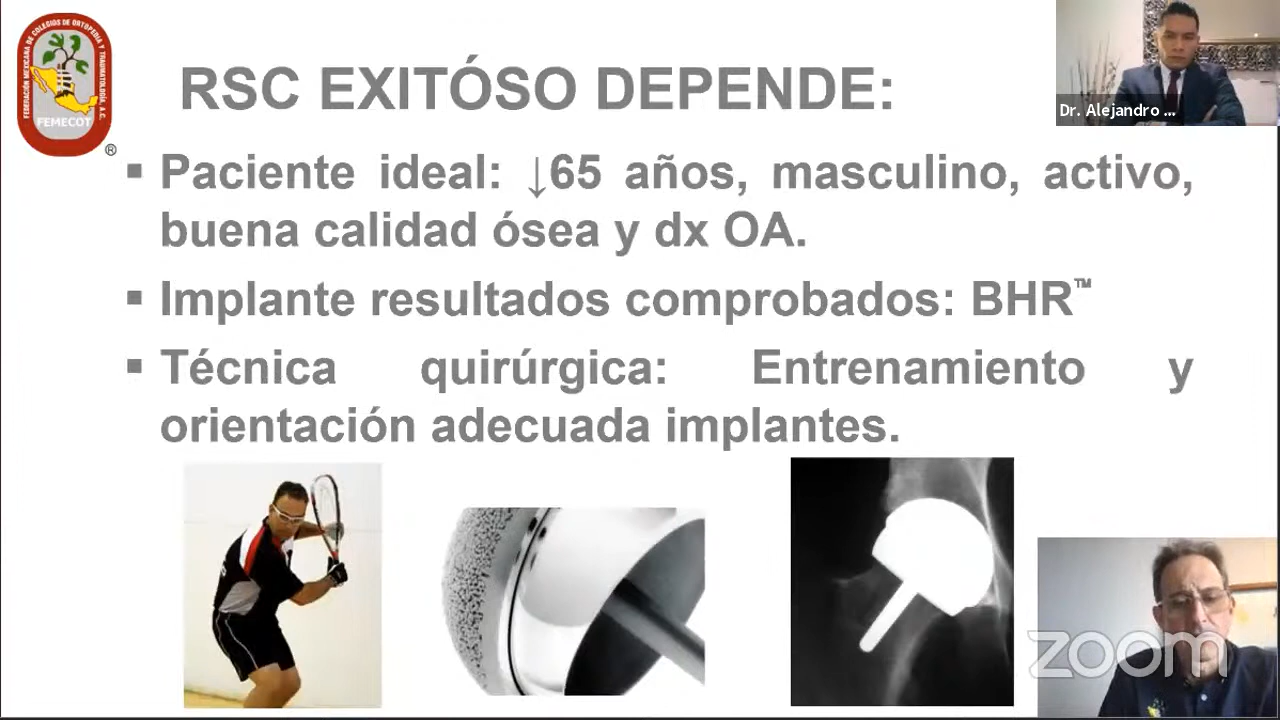 RSC EXITÓSO DEPENDE:
▪ Paciente ideal: ↓65 años, masculino, activo,
buena calidad ósea y dx OA.
▪ Implante resultados comprobados: BHR™
▪ Técnica quirúrgica: Entrenamiento y
orientación adecuada implantes.
FEDERACIÓN MEXICANA DE COLEGIOS DE ORTOPEDIA Y TRAUMATOLOGÍA, A.C.
FEMECOT
®
Dr. Alejandro ...
zoom